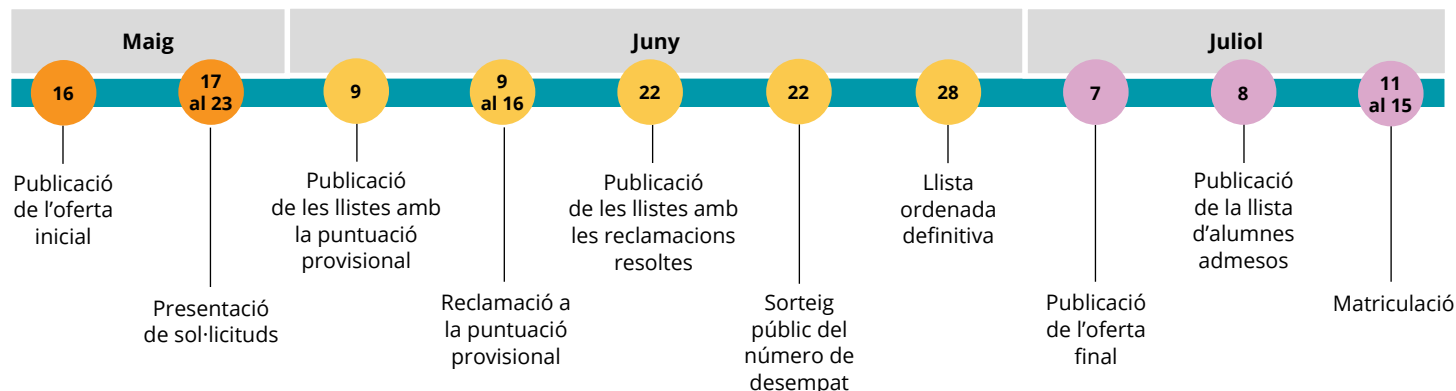 Maig
Juny
Juliol
16
17
al 23
9
9
al 16
22
22
28
7
8
11
al 15
Publicació
de l’oferta
inicial
Presentació
de sol·licituds
Publicació
de les llistes amb
la puntuació
provisional
Reclamació a
la puntuació
provisional
Publicació
de les llistes amb
les reclamacions
resoltes
Sorteig
públic del
número de
desempat
Llista
ordenada
definitiva
Publicació
de l’oferta
final
Publicació
de la llista
d’alumnes
admesos
Matriculació